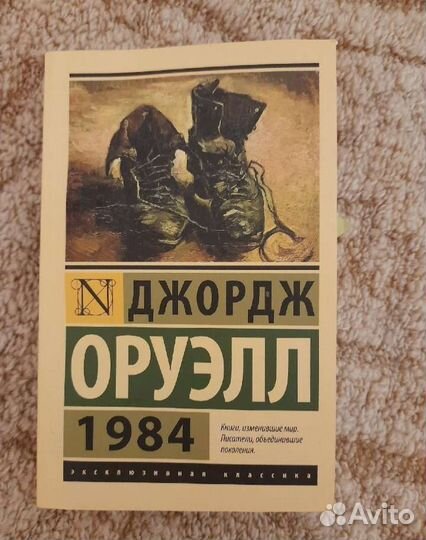 N ДЖОРДЖ
ОРУЭЛЛ
1984
Книги, изменившие мир.
Писатели, объединившие
поколения.
эксклюзивная классика
Avito